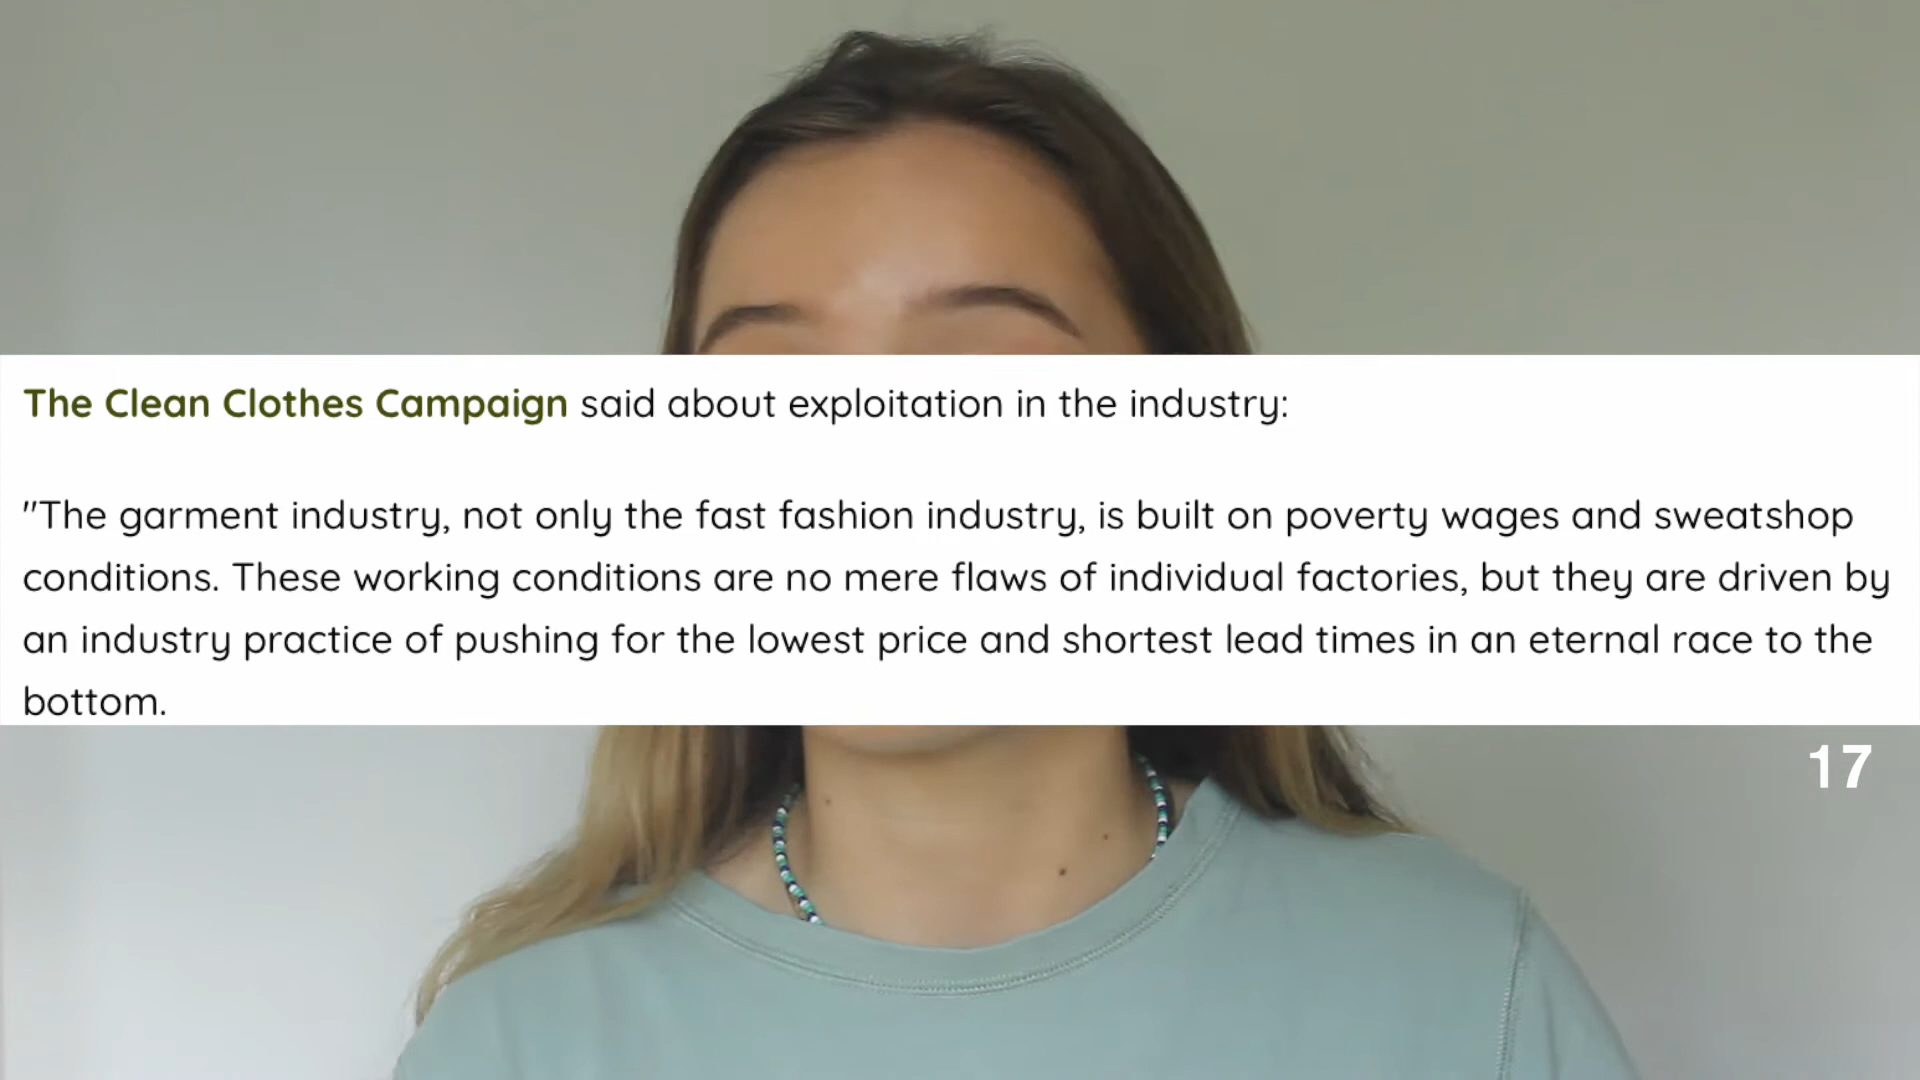 The Clean Clothes Campaign said about exploitation in the industry:
"The garment industry, not only the fast fashion industry, is built on poverty wages and sweatshop
conditions. These working conditions are no mere flaws of individual factories, but they are driven by
an industry practice of pushing for the lowest price and shortest lead times in an eternal race to the
bottom.
17